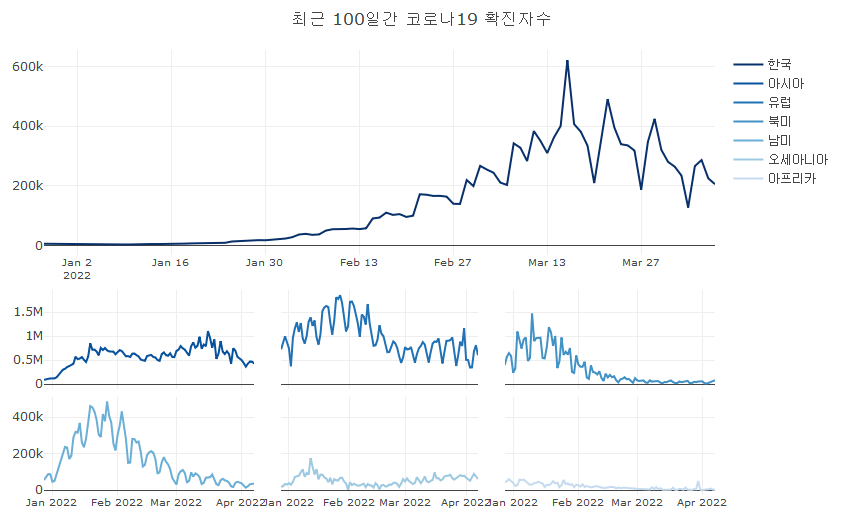 최근 100일간 코로나19 확진자수
600k
400k
200k
0
Jan 2
2022
Jan 16
Jan 30
Feb 13
Feb 27
Mar 13
Mar 27
한국
아시아
유럽
북미
남미
오세아니아
아프리카
1.5M
1M
0.5M
0
400k
200k
0
Jan 2022
Feb 2022
Mar 2022
Apr 2022
Jan 2022
Feb 2022
Mar 2022
Apr 2022
Jan 2022
Feb 2022
Mar 2022
Apr 2022